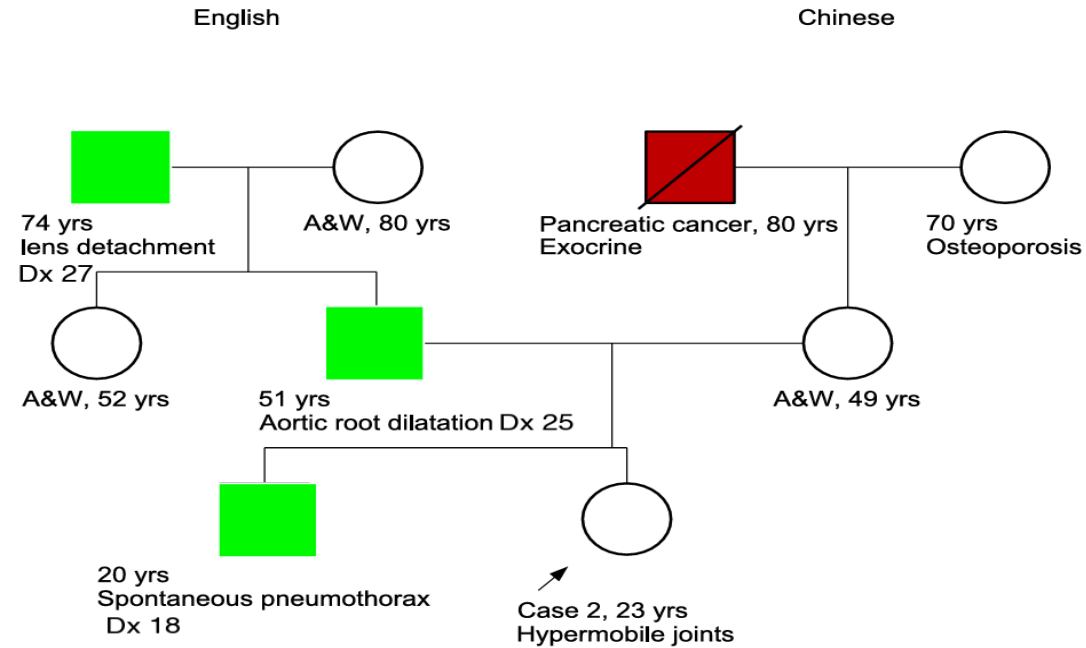 English
Chinese
74 yrs
lens detachment
Dx 27
A&W, 80 yrs
Pancreatic cancer, 80 yrs
Exocrine
70 yrs
Osteoporosis
A&W, 52 yrs
51 yrs
Aortic root dilatation Dx 25
A&W, 49 yrs
20 yrs
Spontaneous pneumothorax
Dx 18
Case 2, 23 yrs
Hypermobile joints